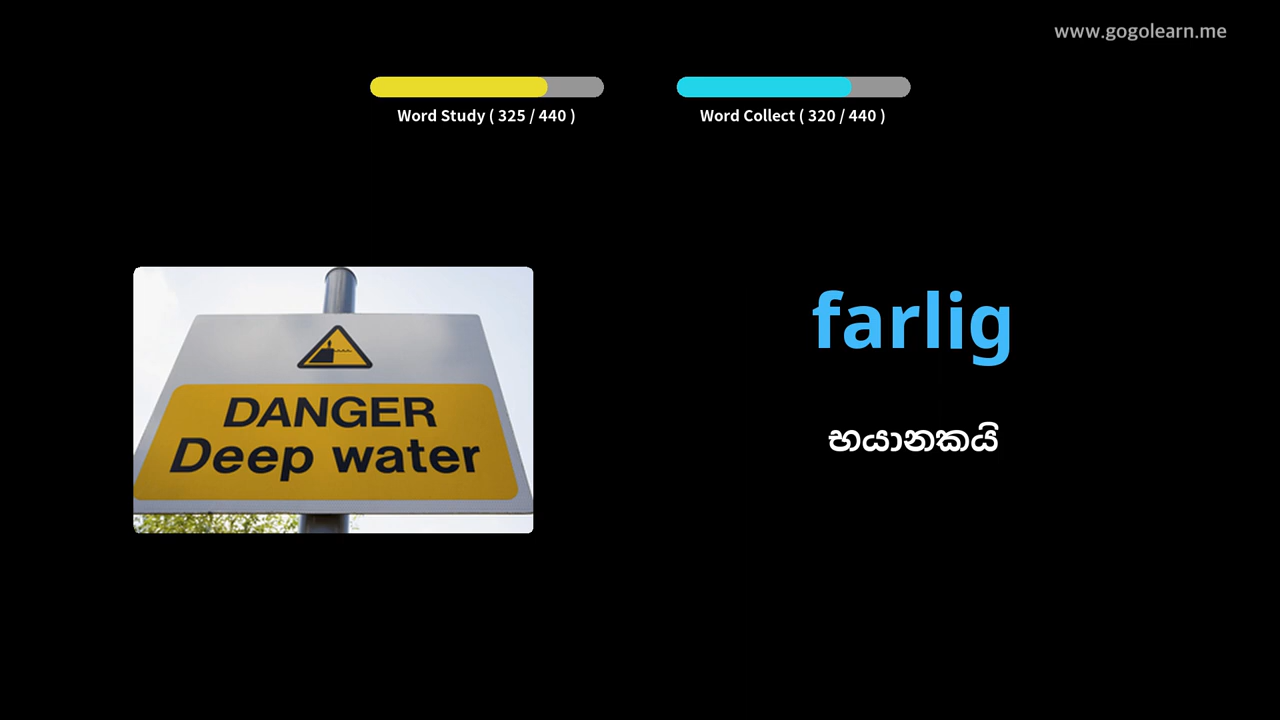 www.gogolearn.me
Word Study ( 325 / 440 )
Word Collect ( 320 / 440 )
DANGER
Deep water
farlig
භයානකයි